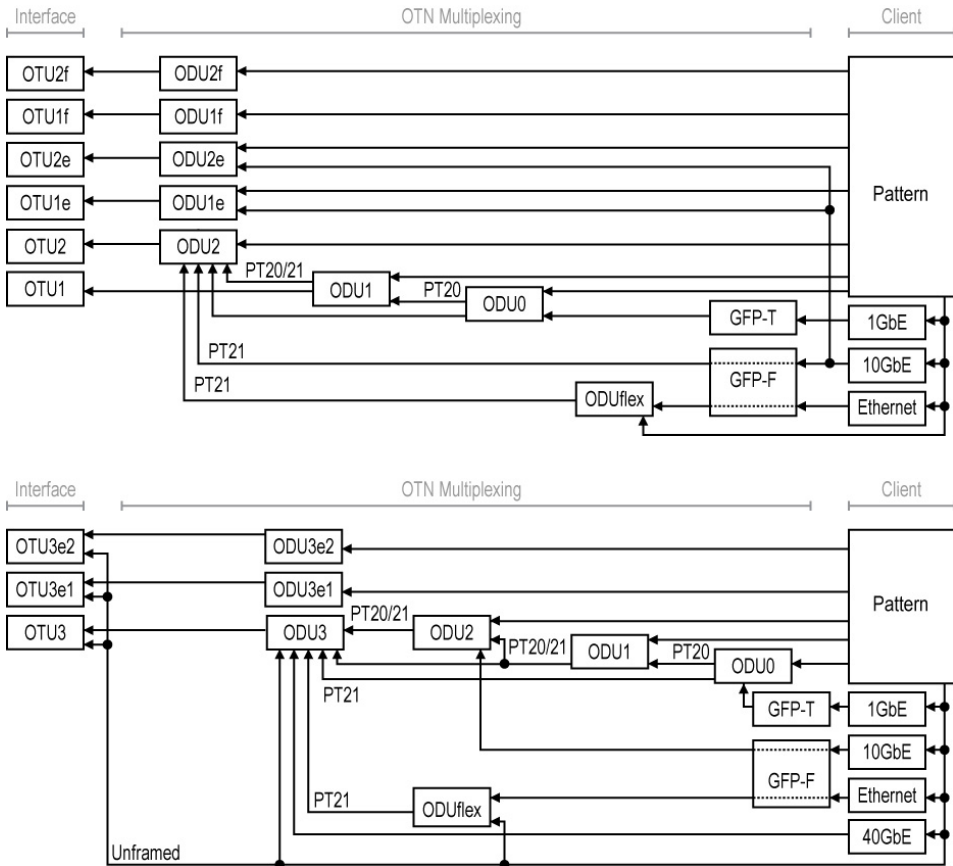 Interface OTN Multiplexing Client
OTU2f ODU2f
OTU1f ODU1f
OTU2e ODU2e
OTU1e ODU1e Pattern
OTU2 ODU2
PT20/21
OTU1 ODU1 PT20 ODU0
GFP-T 1GbE
PT21 GFP-F 10GbE
PT21 ODUflex Ethernet
Interface OTN Multiplexing Client
OTU3e2 ODU3e2
OTU3e1 ODU3e1 Pattern
OTU3 ODU3 PT20/21 ODU2
PT20/21 ODU1 PT20 ODU0
PT21 GFP-T 1GbE
10GbE
GFP-F
PT21 ODUflex Ethernet
40GbE
Unframed